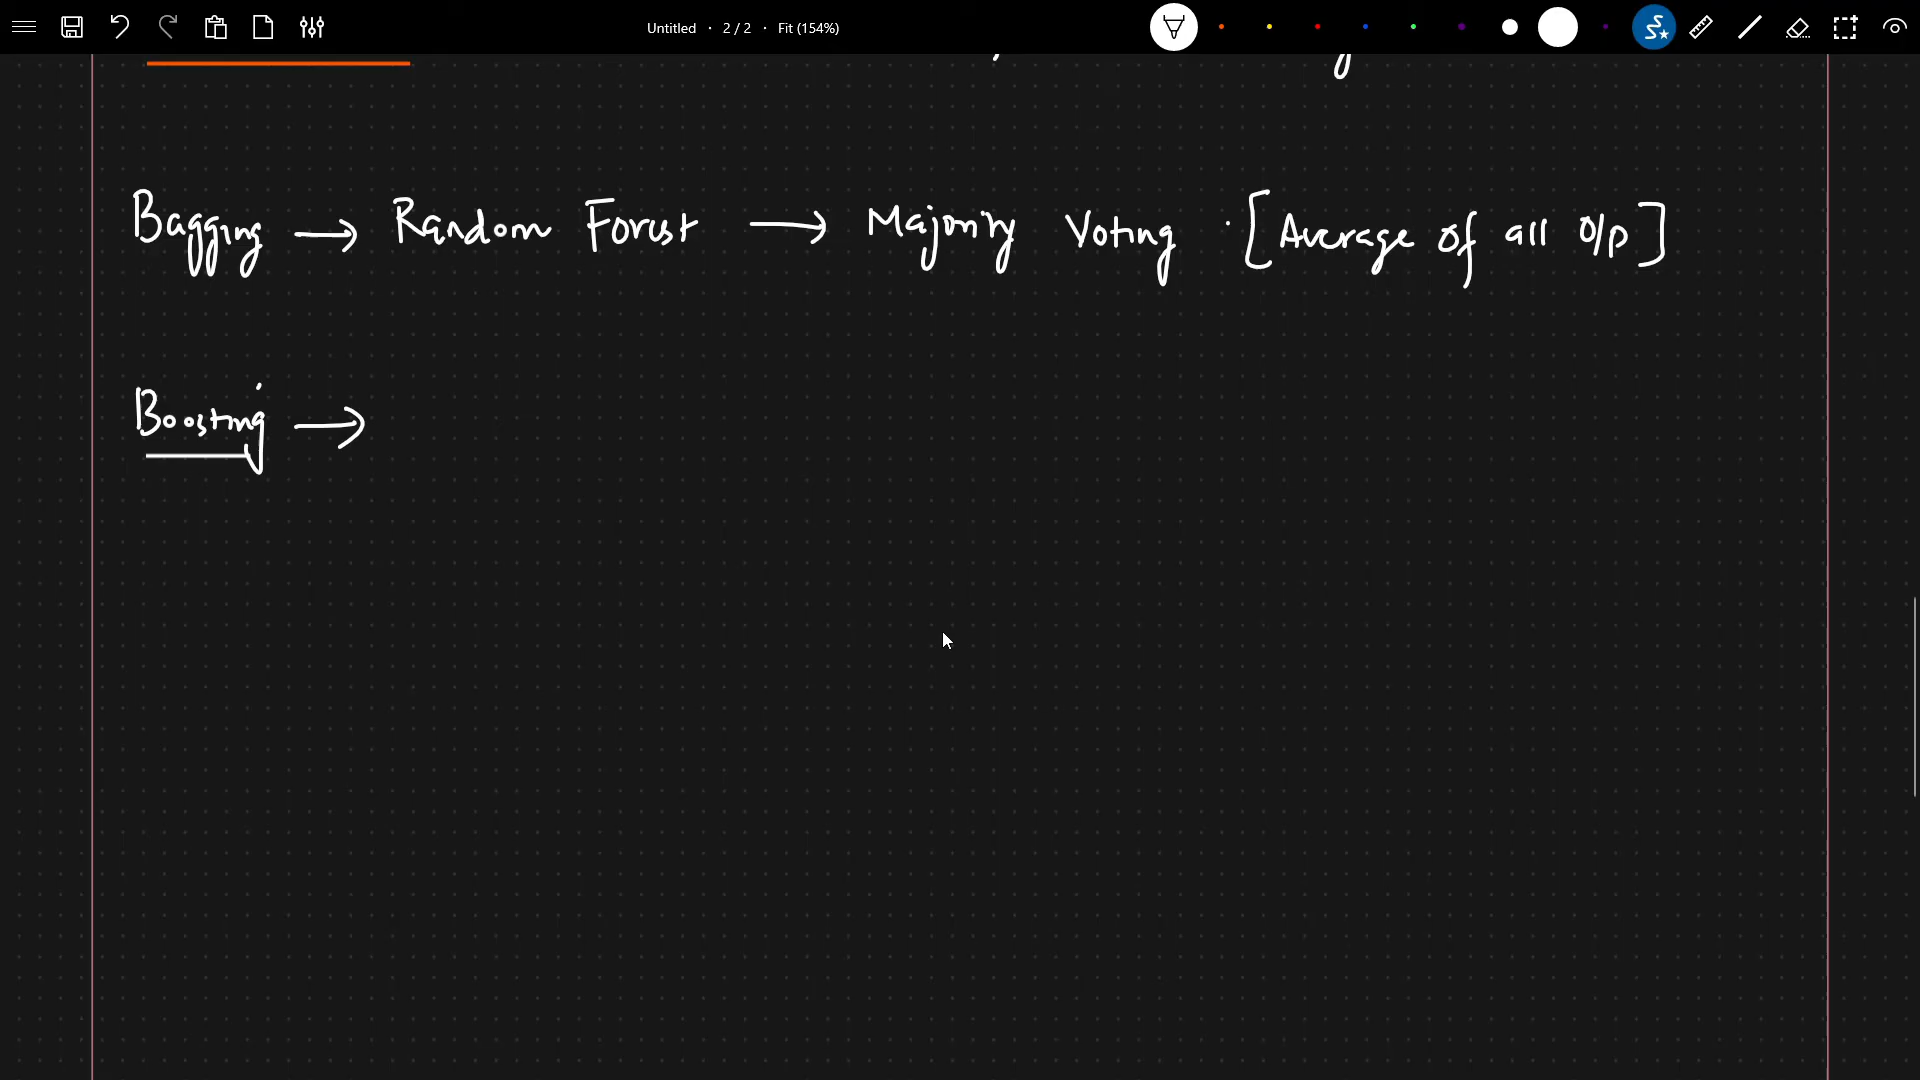 Untitled · 2 / 2 · Fit (154%)
Bagging → Random Forest → Majority Voting · [Average of all O/p]
Boosting →